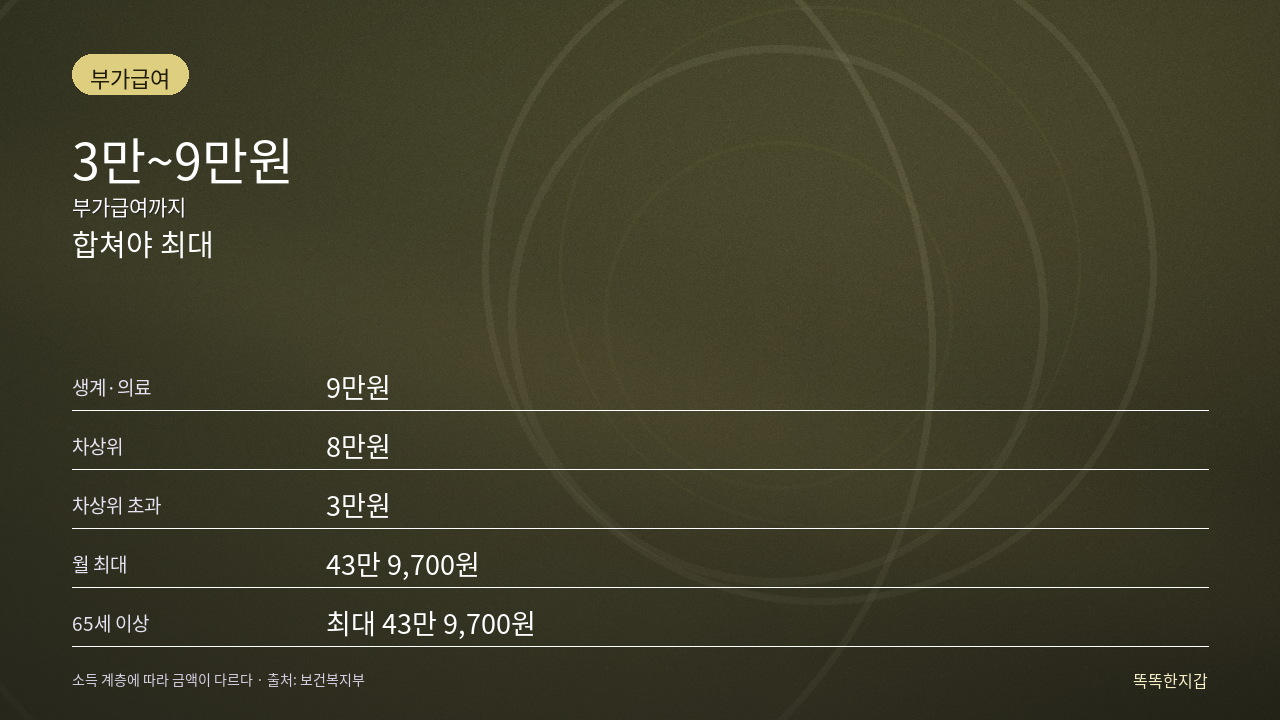 부가급여
3만~9만원
부가급여까지
합쳐야 최대
생계·의료 9만원
차상위 8만원
차상위 초과 3만원
월 최대 43만 9,700원
65세 이상 최대 43만 9,700원
소득 계층에 따라 금액이 다르다 · 출처: 보건복지부
똑똑한지갑